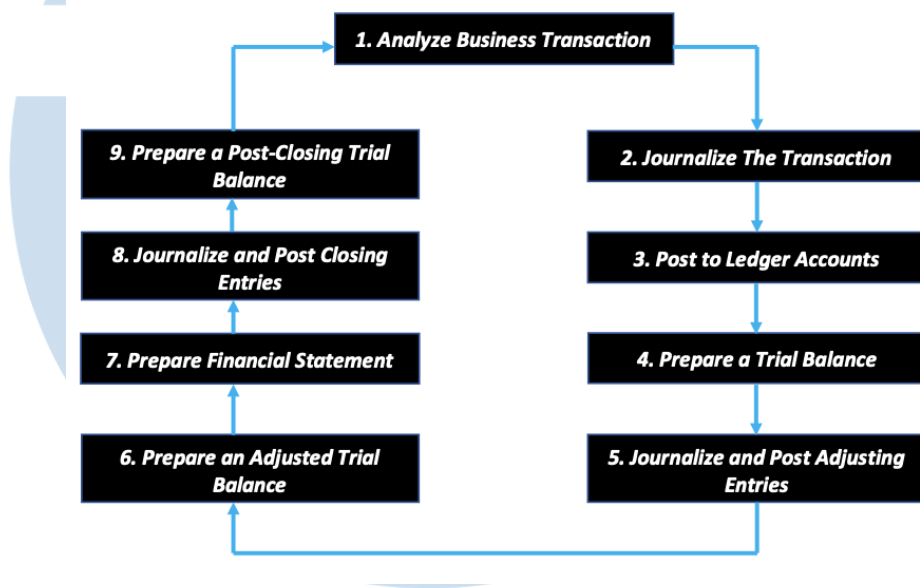 1. Analyze Business Transaction
2. Journalize The Transaction
3. Post to Ledger Accounts
4. Prepare a Trial Balance
5. Journalize and Post Adjusting
Entries
6. Prepare an Adjusted Trial
Balance
7. Prepare Financial Statement
8. Journalize and Post Closing
Entries
9. Prepare a Post-Closing Trial
Balance